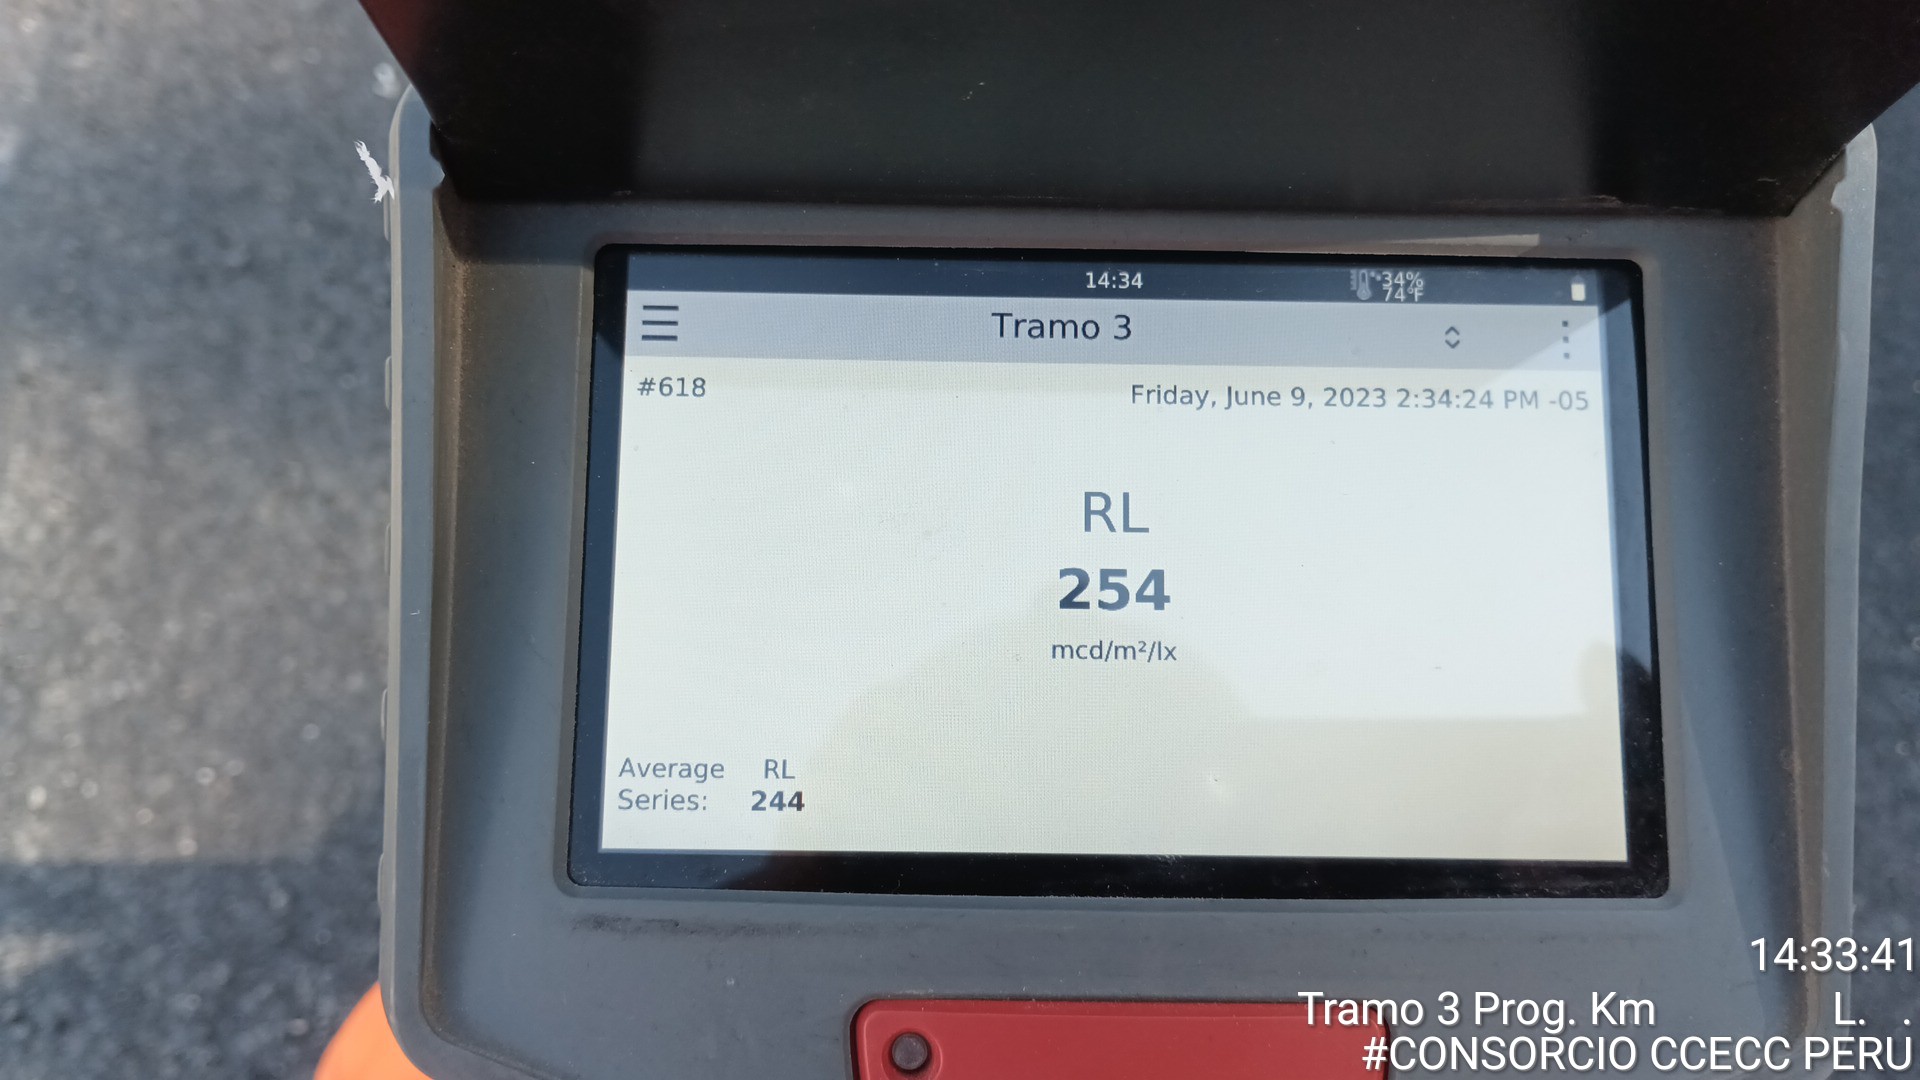 14:34
34%
74°F
Tramo 3
#618
Friday, June 9, 2023 2:34:24 PM -05
RL
254
mcd/m²/lx
Average RL
Series: 244
14:33:41
Tramo 3 Prog. Km L. .
#CONSORCIO CCECC PERU